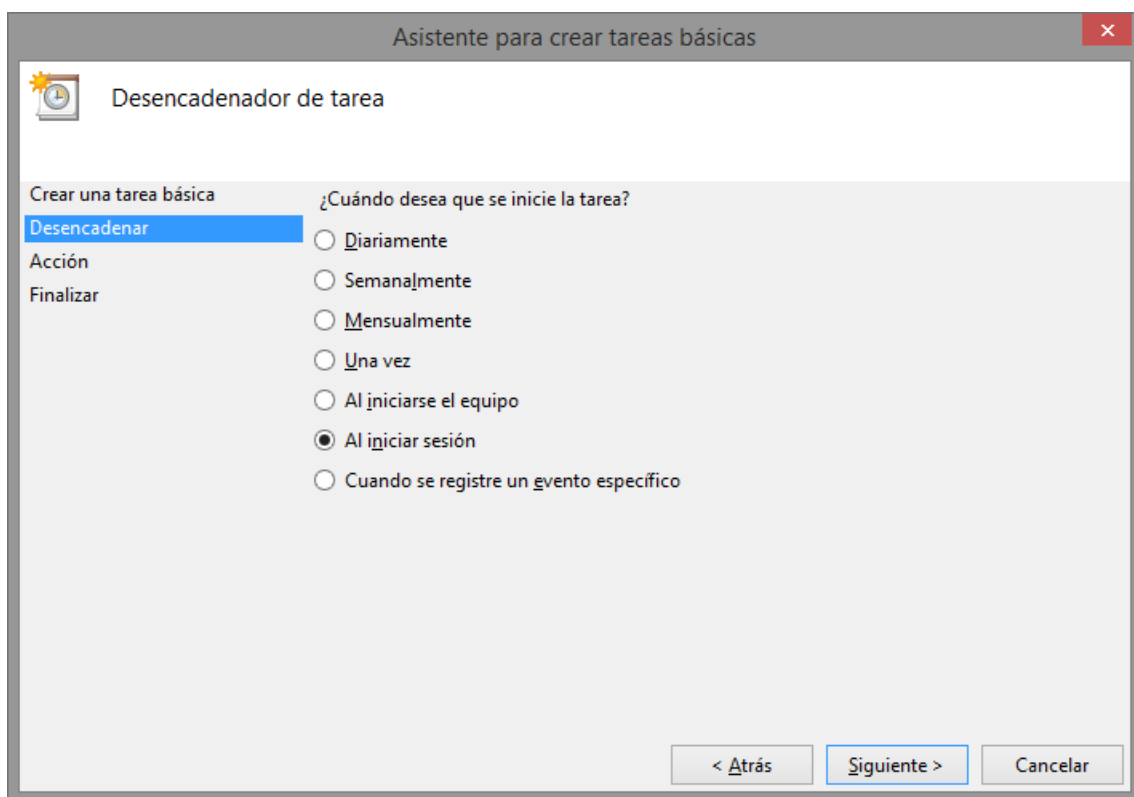 Asistente para crear tareas básicas
Desencadenador de tarea
Crear una tarea básica
Desencadenar
Acción
Finalizar
¿Cuándo desea que se inicie la tarea?
Diariamente
Semanalmente
Mensualmente
Una vez
Al iniciarse el equipo
Al iniciar sesión
Cuando se registre un evento específico
< Atrás
Siguiente >
Cancelar